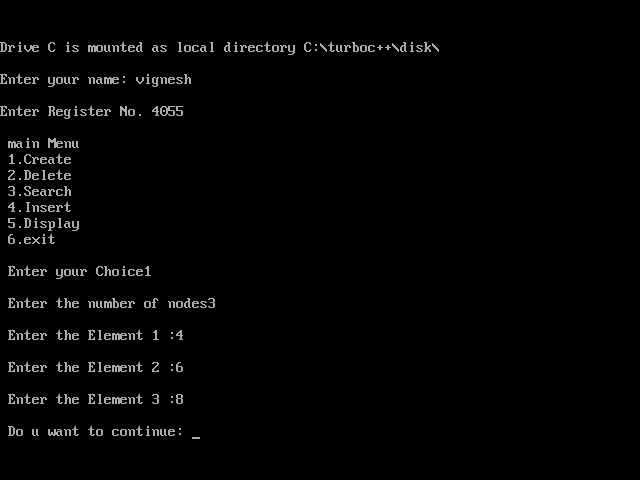 Drive C is mounted as local directory C:\turboc++\disk\
Enter your name: vignesh
Enter Register No. 4055
main Menu
1.Create
2.Delete
3.Search
4.Insert
5.Display
6.exit
Enter your Choice1
Enter the number of nodes3
Enter the Element 1 :4
Enter the Element 2 :6
Enter the Element 3 :8
Do u want to continue: _